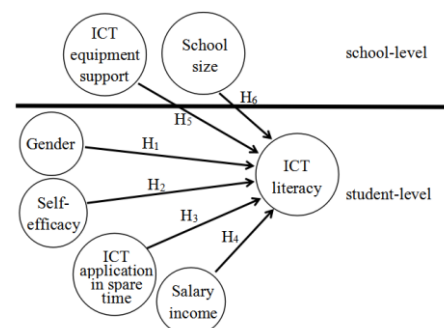 ICT
equipment
support
School
size
school-level
H5
H6
Gender
H1
ICT
literacy
Self-
efficacy
H2
student-level
H3
ICT
application
in spare
time
H4
Salary
income